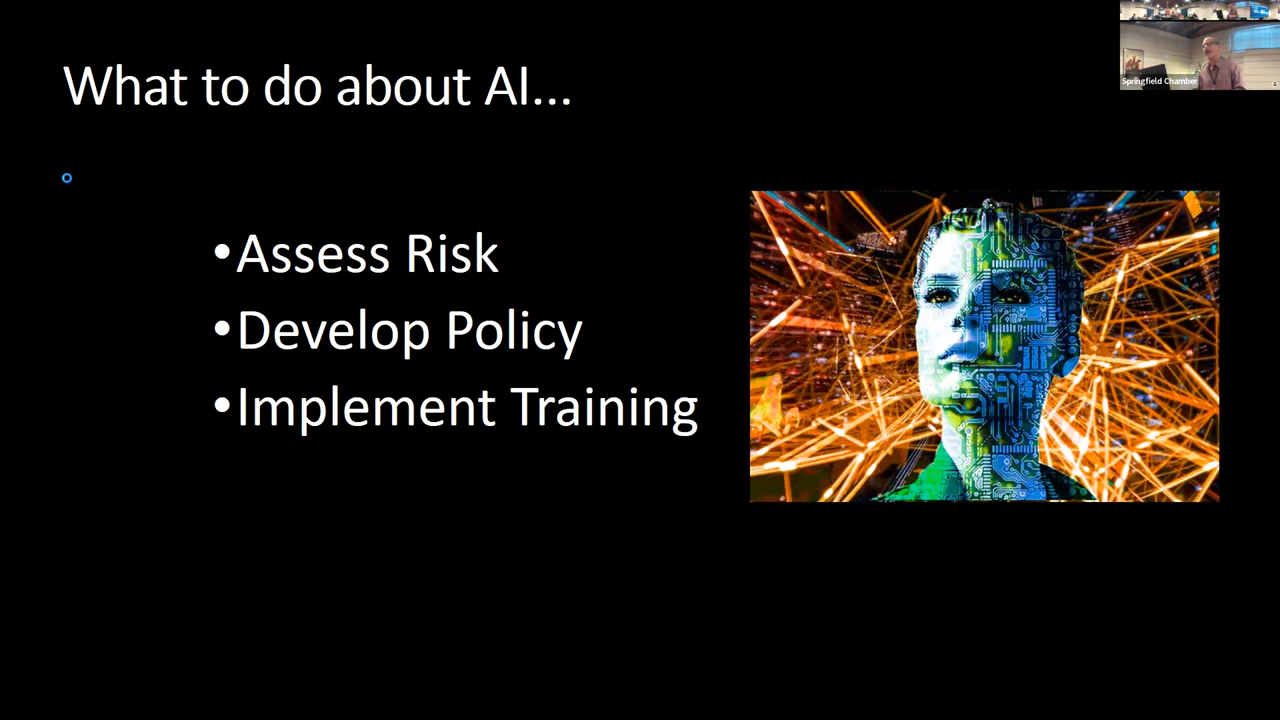 What to do about AI...
•Assess Risk
•Develop Policy
•Implement Training
Springfield Chamber